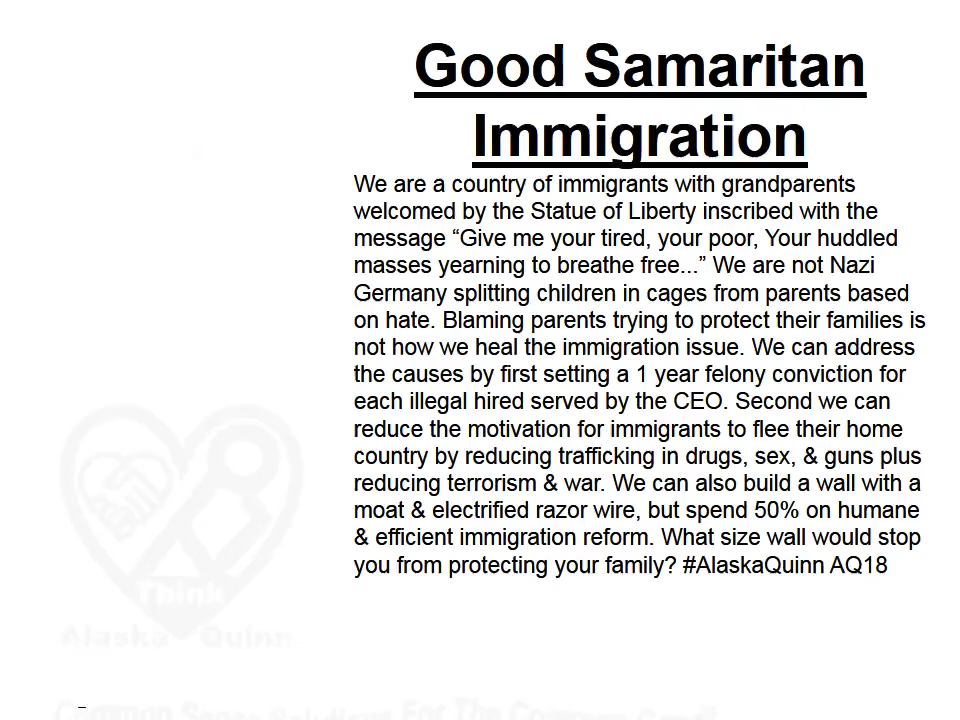 Good Samaritan
Immigration
We are a country of immigrants with grandparents
welcomed by the Statue of Liberty inscribed with the
message “Give me your tired, your poor, Your huddled
masses yearning to breathe free...” We are not Nazi
Germany splitting children in cages from parents based
on hate. Blaming parents trying to protect their families is
not how we heal the immigration issue. We can address
the causes by first setting a 1 year felony conviction for
each illegal hired served by the CEO. Second we can
reduce the motivation for immigrants to flee their home
country by reducing trafficking in drugs, sex, & guns plus
reducing terrorism & war. We can also build a wall with a
moat & electrified razor wire, but spend 50% on humane
& efficient immigration reform. What size wall would stop
you from protecting your family? #AlaskaQuinn AQ18
Think
Alaska Quinn
Common Sense Solutions For The Common Good